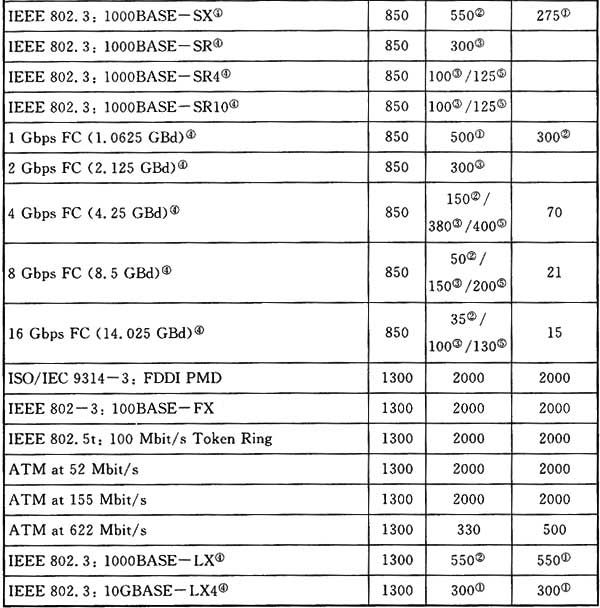 IEEE 802.3: 1000BASE－SX④ 850 550② 275①
IEEE 802.3: 1000BASE－SR④ 850 300③
IEEE 802.3: 1000BASE－SR4④ 850 100③/125⑤
IEEE 802.3: 1000BASE－SR10④ 850 100③/125⑤
1 Gbps FC (1.0625 GBd)④ 850 500① 300②
2 Gbps FC (2.125 GBd)④ 850 300③
4 Gbps FC (4.25 GBd)④ 850 150②/ 70
380③/400⑤
8 Gbps FC (8.5 GBd)④ 850 50②/ 21
150③/200⑤
16 Gbps FC (14.025 GBd)④ 850 35②/ 15
100③/130⑤
ISO/IEC 9314－3: FDDI PMD 1300 2000 2000
IEEE 802－3: 100BASE－FX 1300 2000 2000
IEEE 802.5t: 100 Mbit/s Token Ring 1300 2000 2000
ATM at 52 Mbit/s 1300 2000 2000
ATM at 155 Mbit/s 1300 2000 2000
ATM at 622 Mbit/s 1300 330 500
IEEE 802.3: 1000BASE－LX④ 1300 550② 550①
IEEE 802.3: 10GBASE－LX4④ 1300 300① 300①